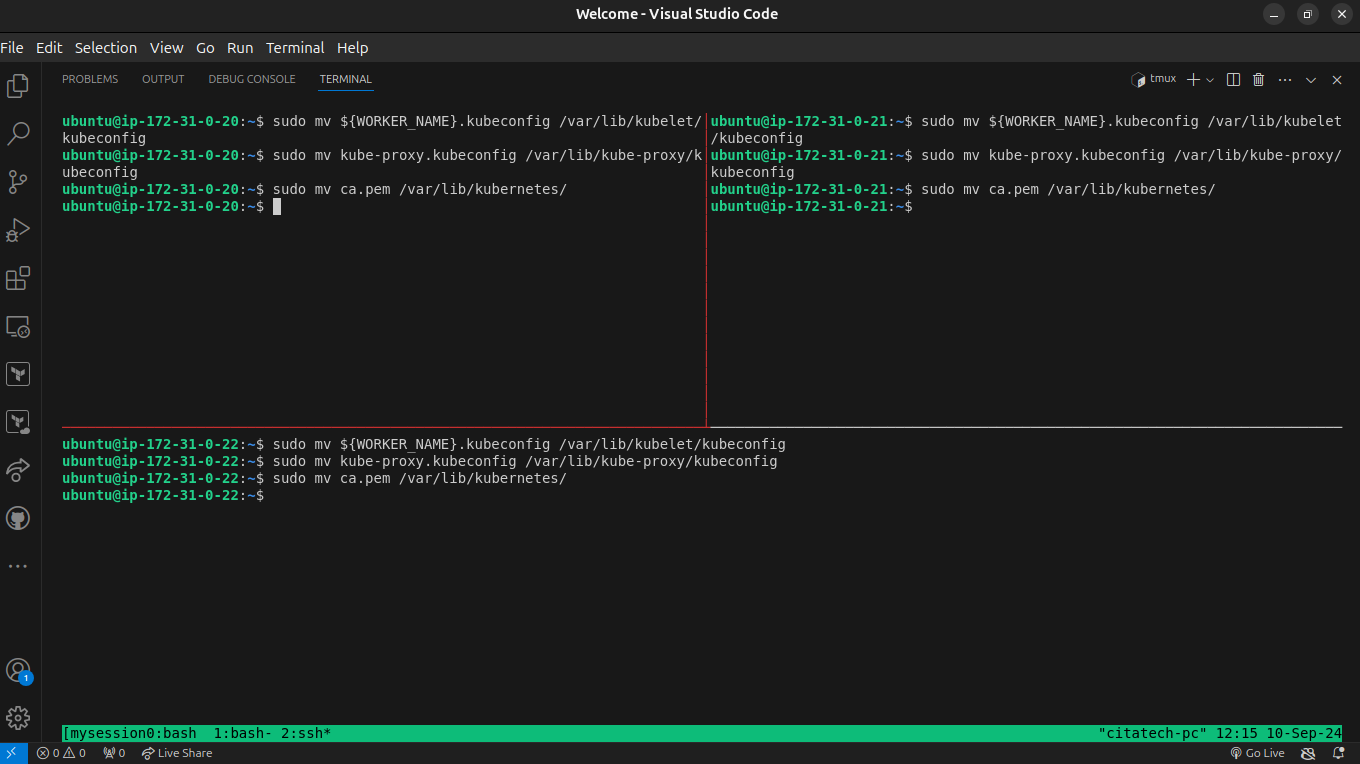 Welcome - Visual Studio Code
File Edit Selection View Go Run Terminal Help
PROBLEMS OUTPUT DEBUG CONSOLE TERMINAL
tmux
ubuntu@ip-172-31-0-20:~$ sudo mv ${WORKER_NAME}.kubeconfig /var/lib/kubelet/
kubeconfig
ubuntu@ip-172-31-0-20:~$ sudo mv kube-proxy.kubeconfig /var/lib/kube-proxy/k
ubeconfig
ubuntu@ip-172-31-0-20:~$ sudo mv ca.pem /var/lib/kubernetes/
ubuntu@ip-172-31-0-20:~$
ubuntu@ip-172-31-0-21:~$ sudo mv ${WORKER_NAME}.kubeconfig /var/lib/kubelet
/kubeconfig
ubuntu@ip-172-31-0-21:~$ sudo mv kube-proxy.kubeconfig /var/lib/kube-proxy/
kubeconfig
ubuntu@ip-172-31-0-21:~$ sudo mv ca.pem /var/lib/kubernetes/
ubuntu@ip-172-31-0-21:~$
ubuntu@ip-172-31-0-22:~$ sudo mv ${WORKER_NAME}.kubeconfig /var/lib/kubelet/kubeconfig
ubuntu@ip-172-31-0-22:~$ sudo mv kube-proxy.kubeconfig /var/lib/kube-proxy/kubeconfig
ubuntu@ip-172-31-0-22:~$ sudo mv ca.pem /var/lib/kubernetes/
ubuntu@ip-172-31-0-22:~$
1
[mysession0:bash  1:bash- 2:ssh* "citatech-pc" 12:15 10-Sep-24
0 0 0 Live Share Go Live